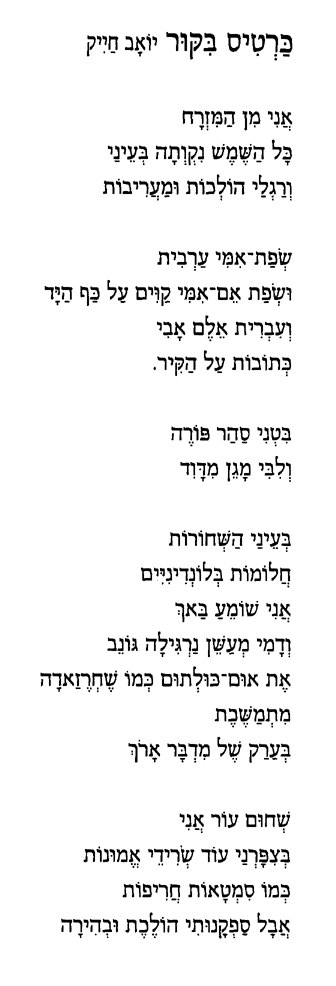 כַּרְטִיס בִּקּוּר יוֹאָב חַיִיק
אֲנִי מִן הַמִּזְרָח
כָּל הַשֶּׁמֶשׁ נִקְוְתָה בְּעֵינַי
וְרַגְלַי הוֹלְכוֹת וּמַעֲרִיבוֹת
שְׂפַת־אִמִּי עַרְבִית
וּשְׂפַת אֵם־אִמִּי קַוִּים עַל כַּף הַיָּד
וְעִבְרִית אֵלֶם אָבִי
כְּתוֹבוֹת עַל הַקִּיר.
בִּטְנִי סַהַר פּוֹרֶה
וְלִבִּי מָגֵן מִדָּוִד
בְּעֵינַי הַשְּׁחוֹרוֹת
חֲלוֹמוֹת בְּלוֹנְדִינִיִּים
אֲנִי שׁוֹמֵעַ בַּאךְ
וְדָמִי מְעַשֵּׁן נַרְגִּילָה גּוֹנֵב
אֶת אוּם־כּוּלְתוּם כְּמוֹ שֶׁחְרֶזַאדָה
מִתְמַשֶּׁכֶת
בְּעַרַק שֶׁל מִדְבָּר אָרֹךְ
שְׁחוּם עוֹר אֲנִי
בְּצִפָּרְנַי עוֹד שְׂרִידֵי אֱמוּנוֹת
כְּמוֹ סִמְטָאוֹת חֲרִיפוֹת
אֲבָל סַפְקָנוּתִי הוֹלֶכֶת וּבְהִירָה